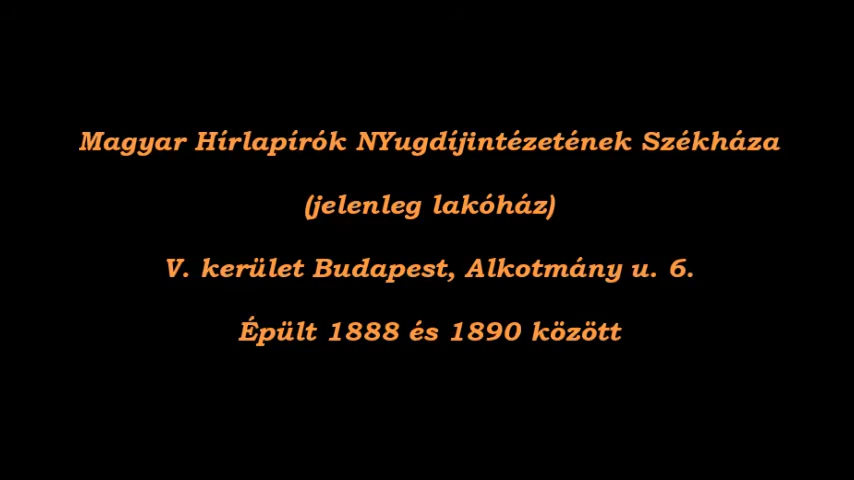 Magyar Hírlapírók NYugdíjintézetének Székháza
(jelenleg lakóház)
V. kerület Budapest, Alkotmány u. 6.
Épült 1888 és 1890 között